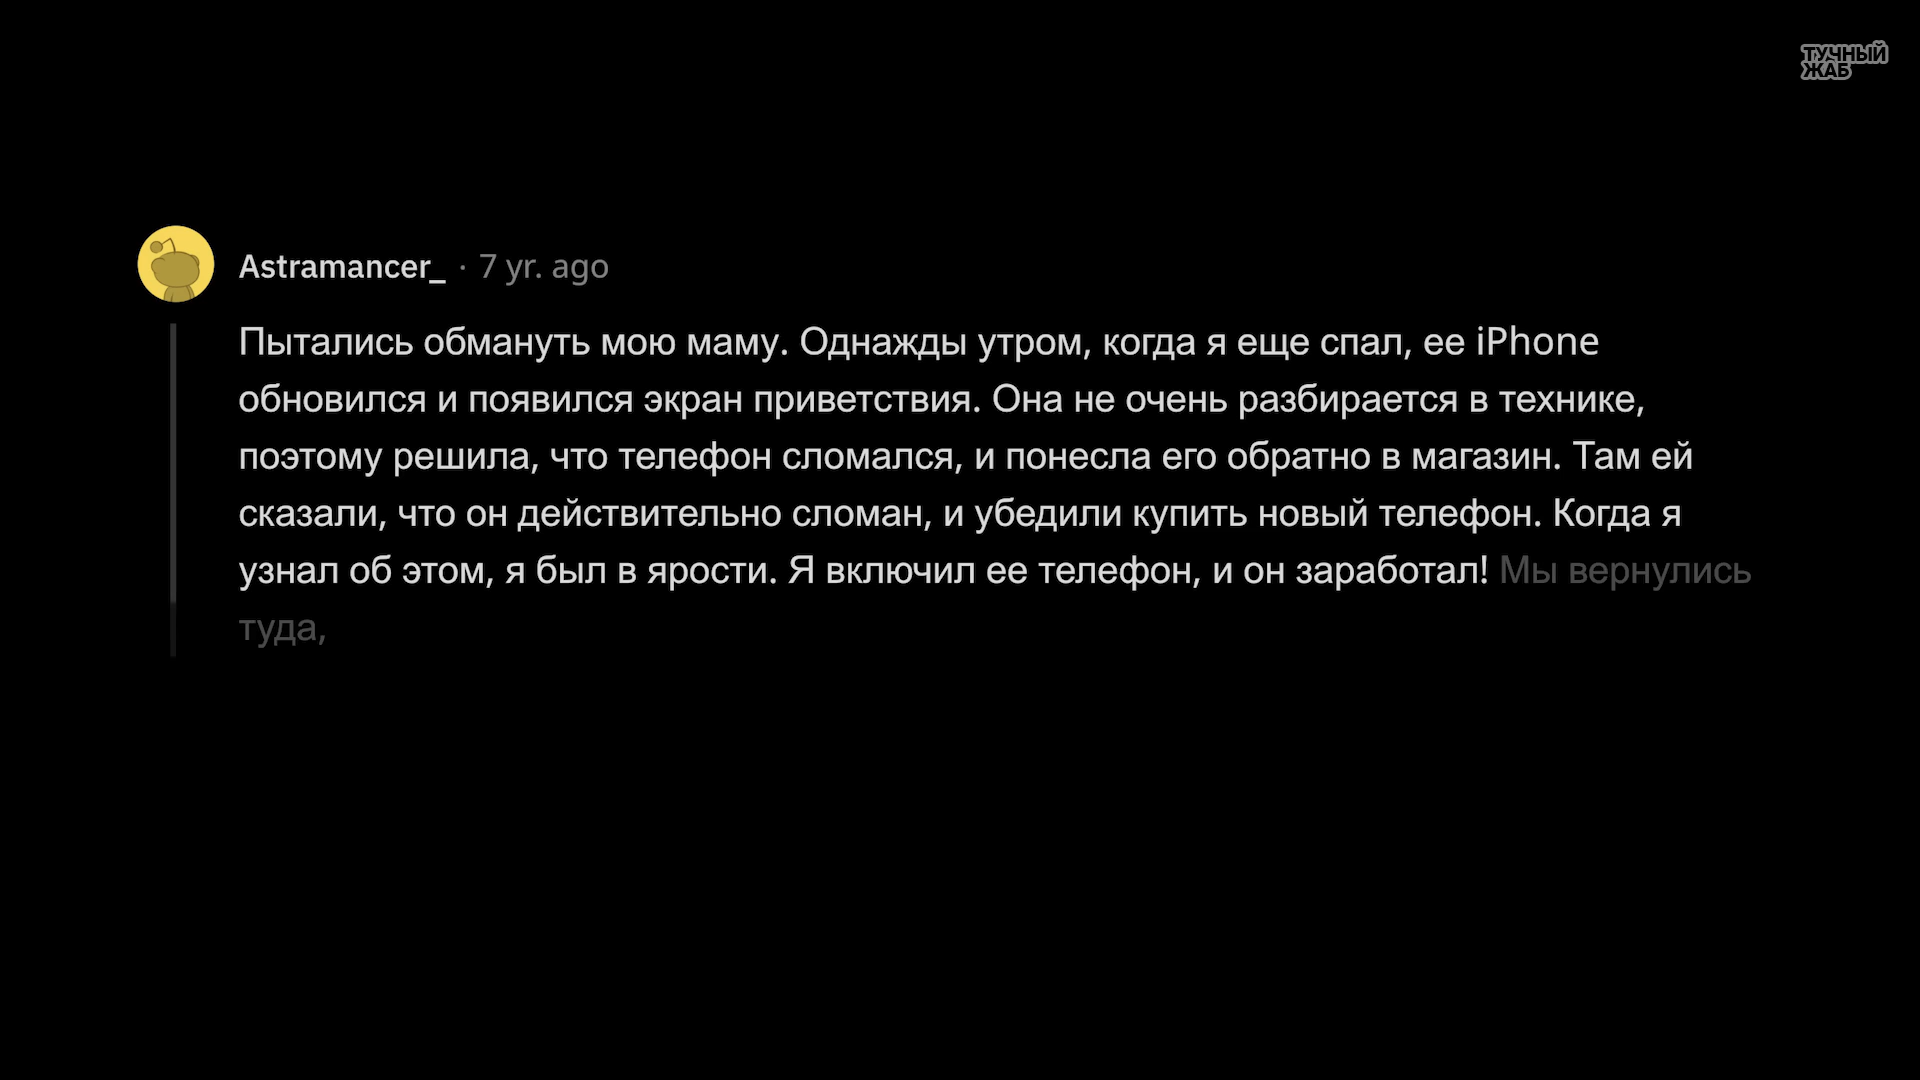 ТУЧНЫЙ
ЖАБ
Astramancer_ · 7 yr. ago
Пытались обмануть мою маму. Однажды утром, когда я еще спал, ее iPhone
обновился и появился экран приветствия. Она не очень разбирается в технике,
поэтому решила, что телефон сломался, и понесла его обратно в магазин. Там ей
сказали, что он действительно сломан, и убедили купить новый телефон. Когда я
узнал об этом, я был в ярости. Я включил ее телефон, и он заработал! Мы вернулись
туда,